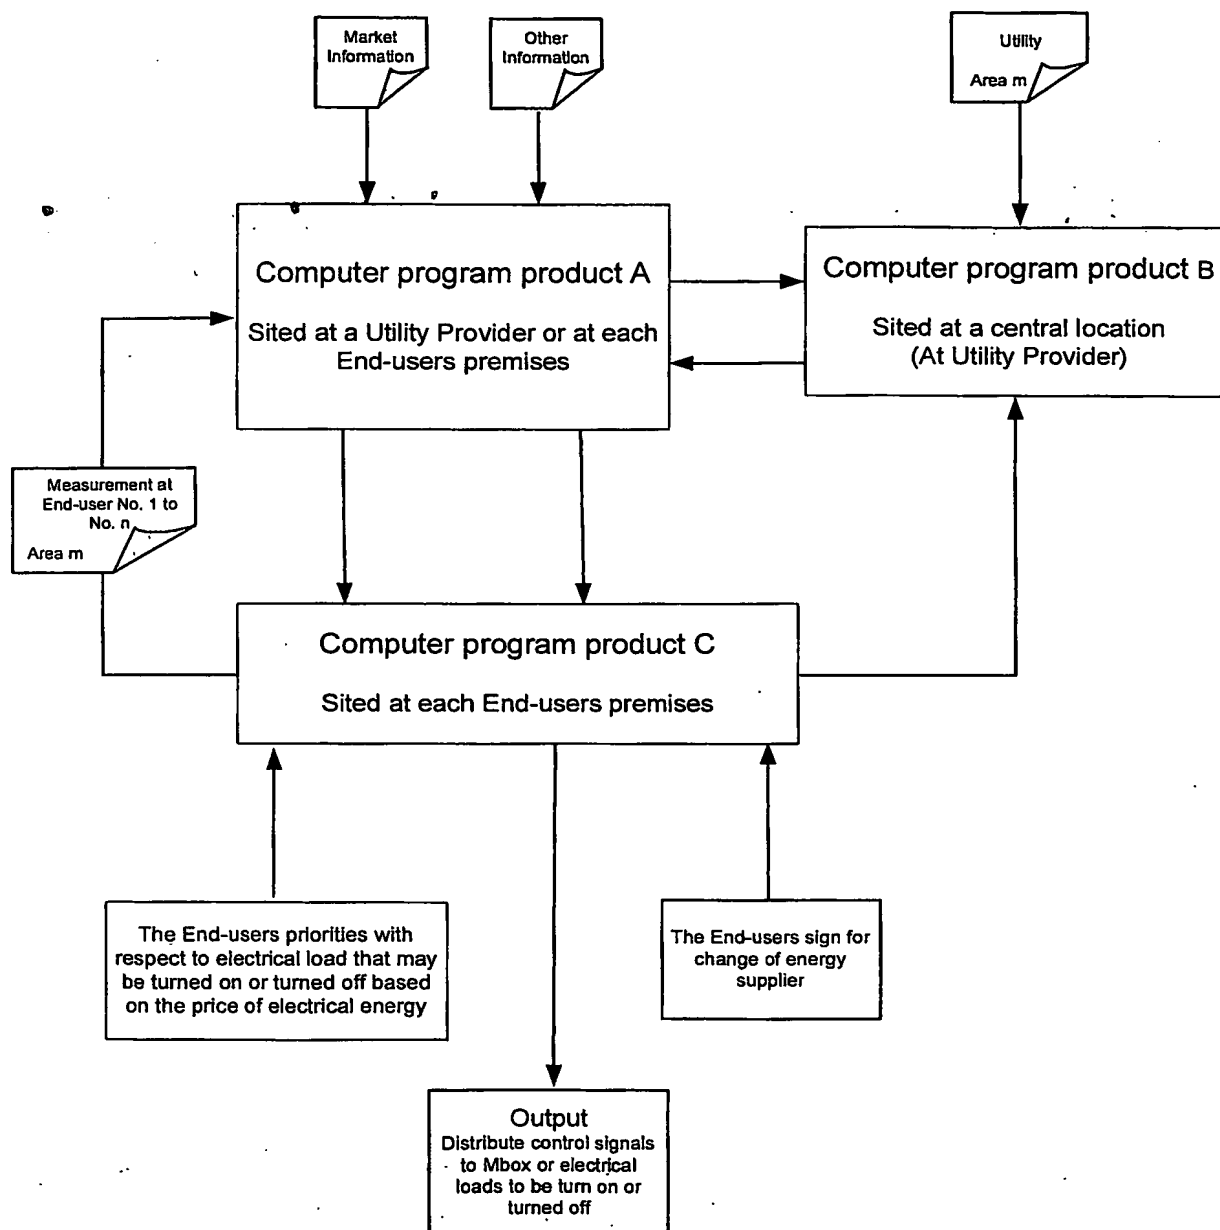 Market
Information
Other
Information
Utility
Area m
Computer program product A
Sited at a Utility Provider or at each
End-users premises
Computer program product B
Sited at a central location
(At Utility Provider)
Measurement at
End-user No. 1 to
No. n
Area m
Computer program product C
Sited at each End-users premises
The End-users priorities with
respect to electrical load that may
be turned on or turned off based
on the price of electrical energy
The End-users sign for
change of energy
supplier
Output
Distribute control signals
to Mbox or electrical
loads to be turn on or
turned off